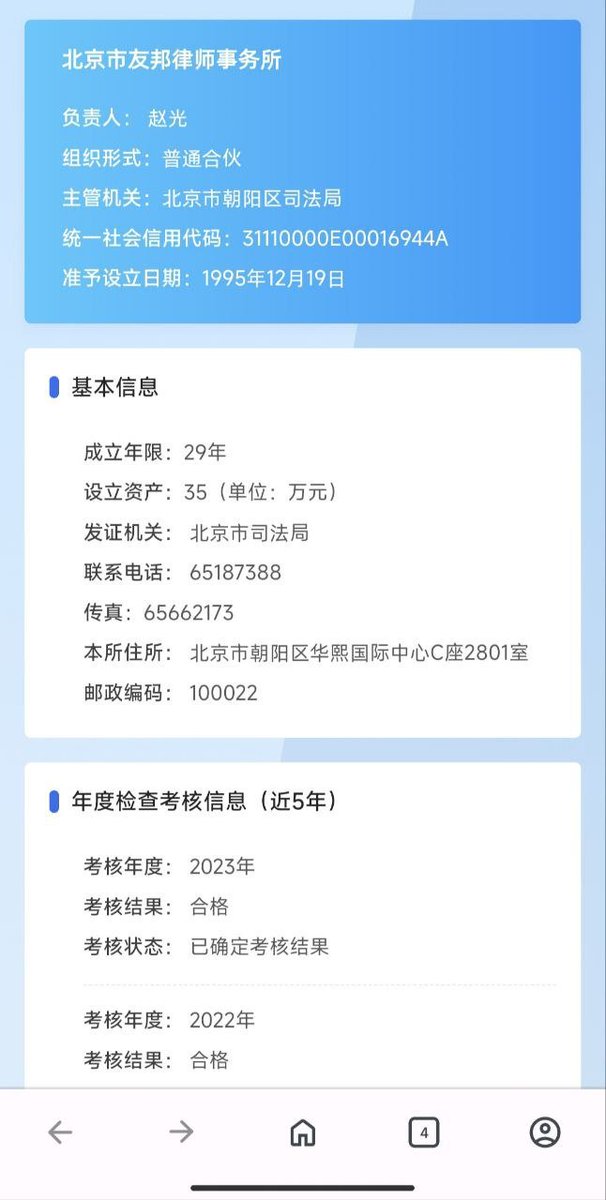 北京市友邦律师事务所
负责人： 赵光
组织形式：普通合伙
主管机关：北京市朝阳区司法局
统一社会信用代码：31110000E00016944A
准予设立日期：1995年12月19日
基本信息
成立年限：29年
设立资产：35（单位：万元）
发证机关： 北京市司法局
联系电话： 65187388
传真：65662173
本所住所： 北京市朝阳区华熙国际中心C座2801室
邮政编码： 100022
年度检查考核信息（近5年）
考核年度： 2023年
考核结果： 合格
考核状态： 已确定考核结果
考核年度： 2022年
考核结果： 合格
4